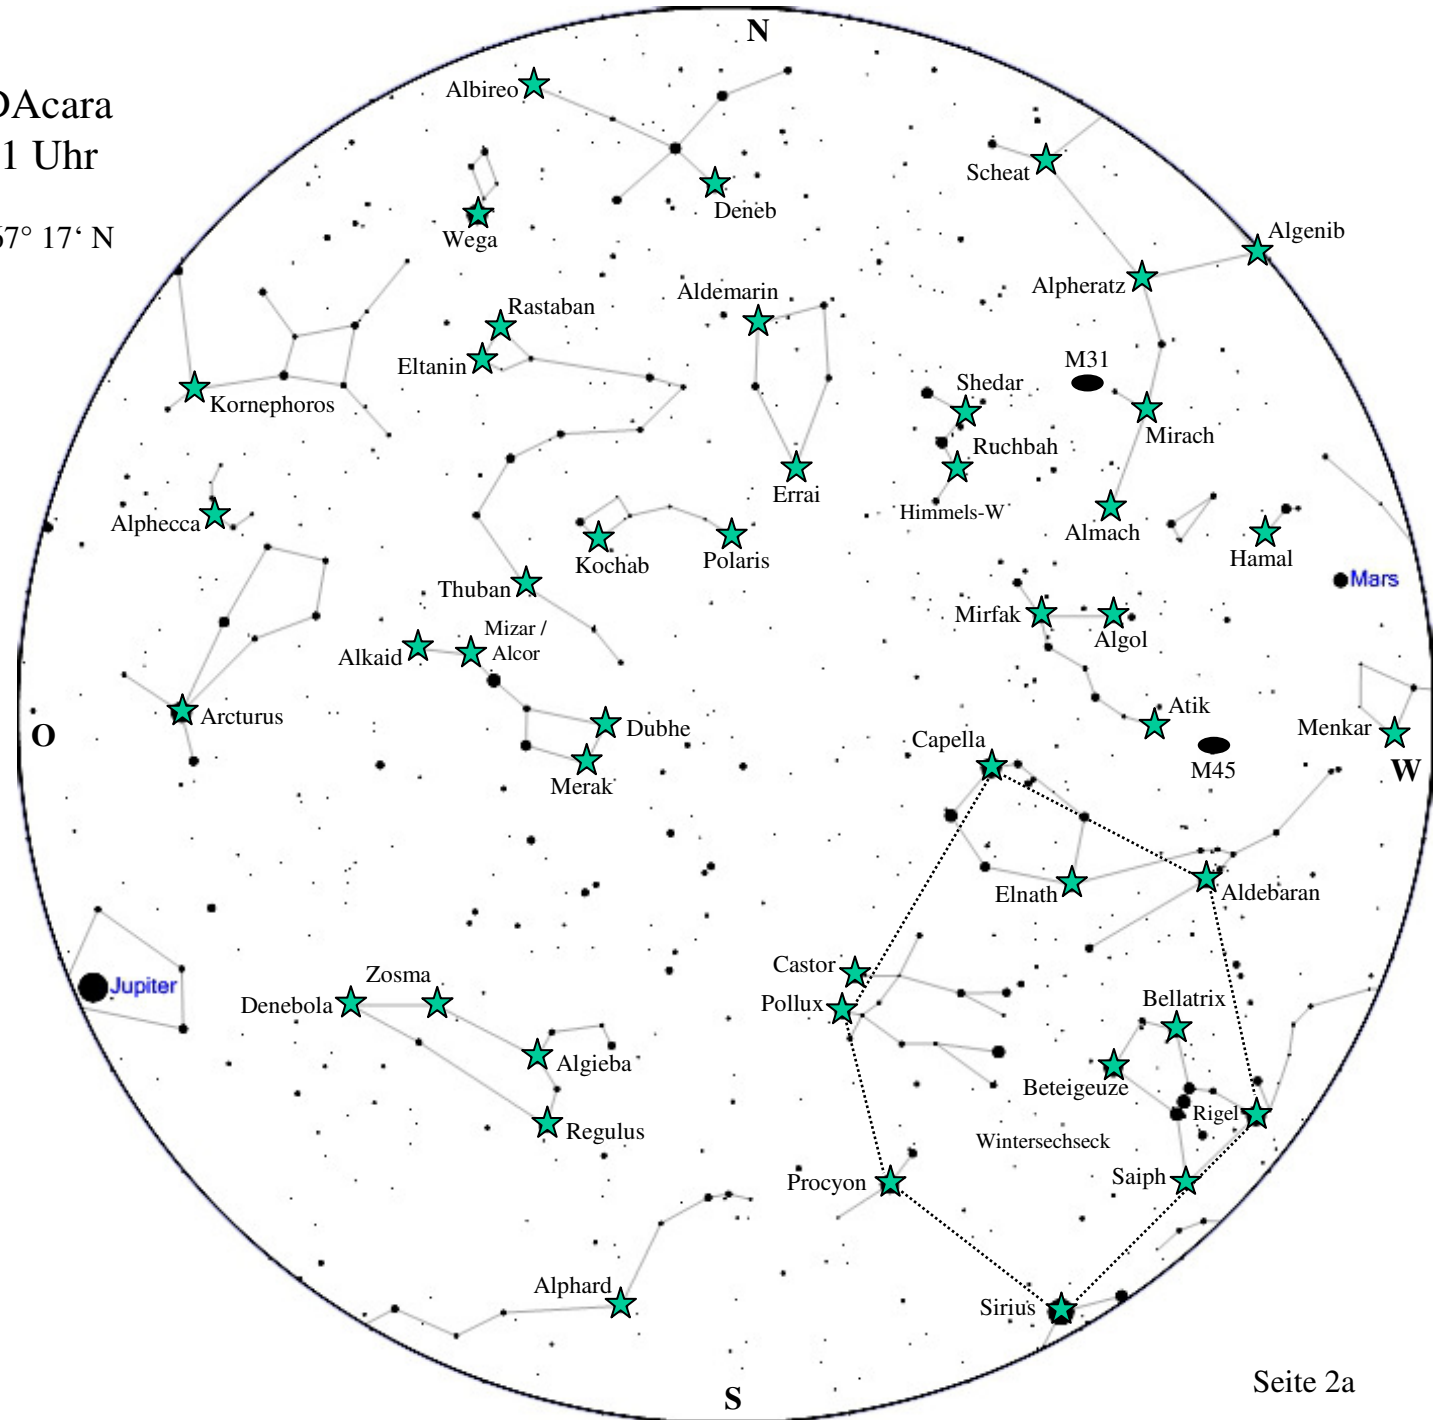 N
DAcara
1 Uhr
57° 17‘ N
Albireo
Deneb
Scheat
Wega
Algenib
Alpheratz
Aldemarin
Rastaban
Eltanin
M31
Shedar
Kornephoros
Mirach
Ruchbah
Errai
Himmels-W
Alphecca
Almach
Kochab
Polaris
Hamal
Mars
Thuban
Mirfak
Algol
Mizar /
Alcor
Alkaid
Atik
Arcturus
Dubhe
Menkar
O
Capella
M45
W
Merak
Elnath
Aldebaran
Castor
Zosma
Jupiter
Denebola
Pollux
Bellatrix
Algieba
Beteigeuze
Rigel
Regulus
Wintersechseck
Procyon
Saiph
Alphard
Sirius
Seite 2a
S